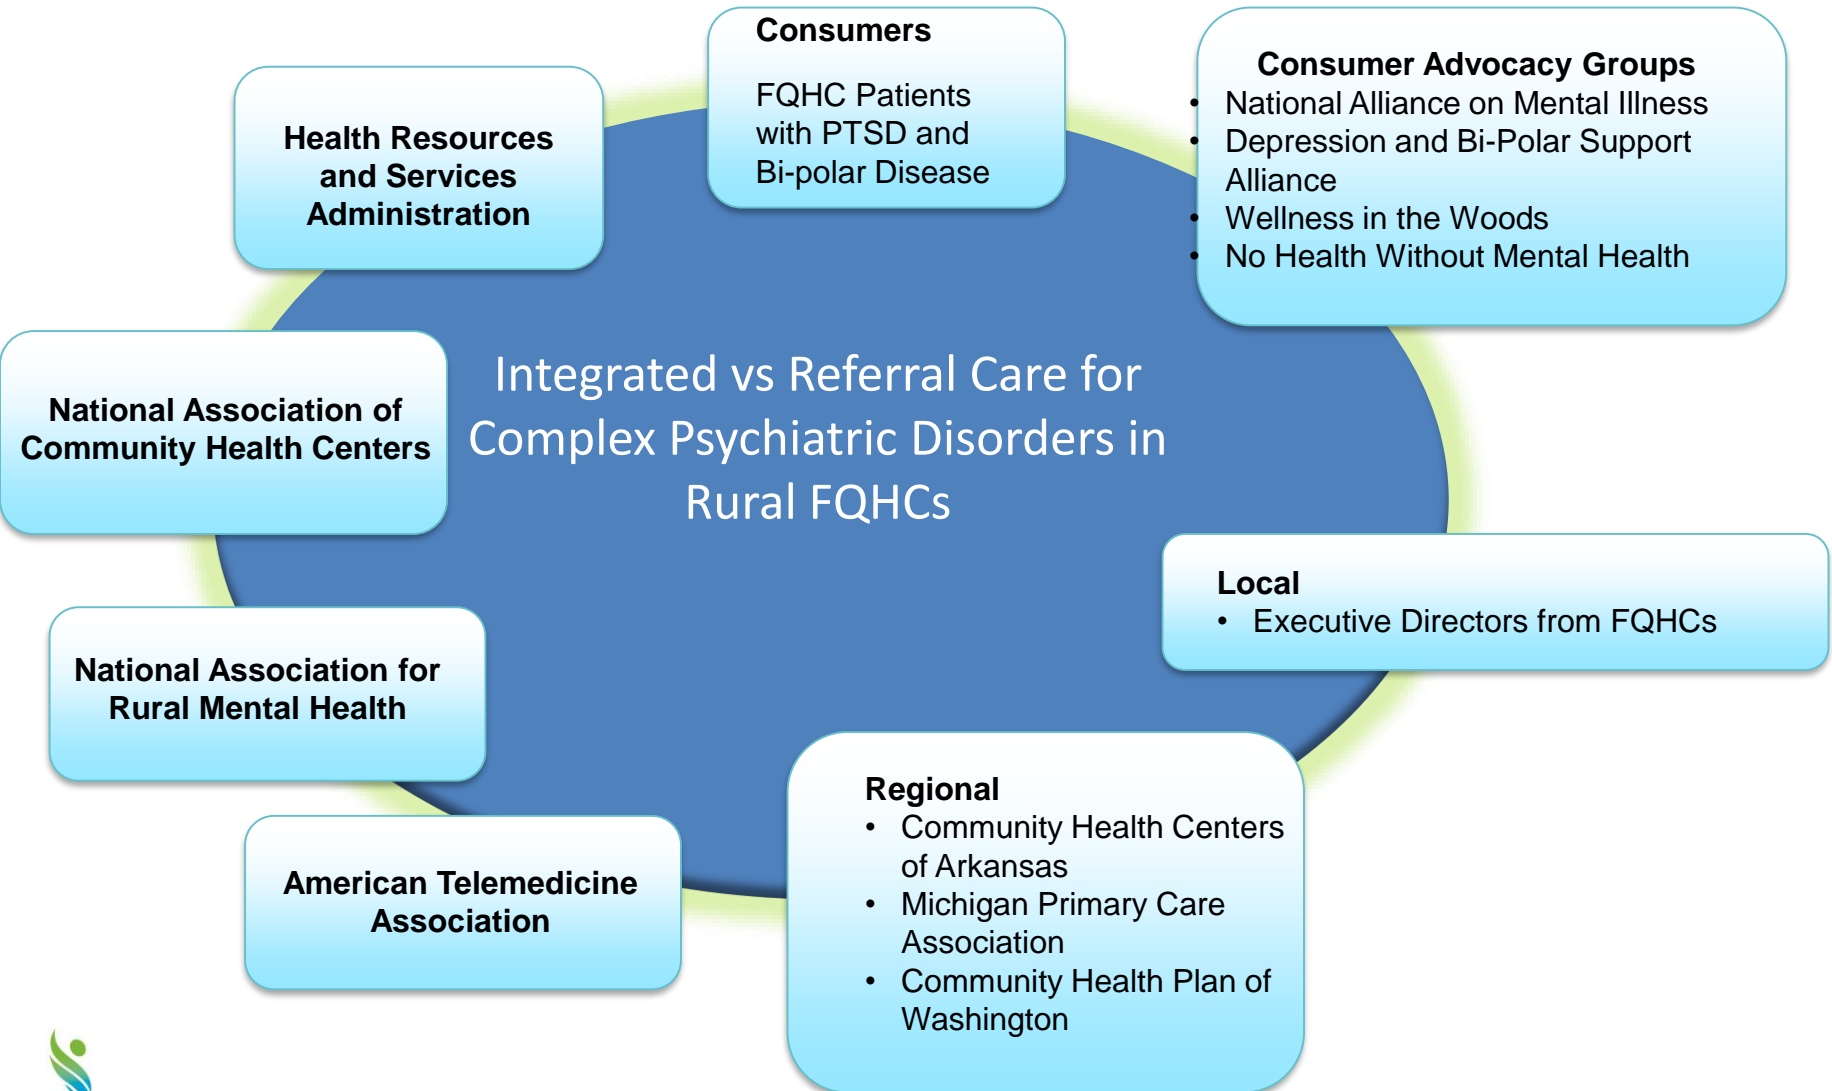 Consumers
FQHC Patients
with PTSD and
Bi-polar Disease
Consumer Advocacy Groups
• National Alliance on Mental Illness
• Depression and Bi-Polar Support
Alliance
• Wellness in the Woods
• No Health Without Mental Health
Health Resources
and Services
Administration
National Association of
Community Health Centers
Integrated vs Referral Care for
Complex Psychiatric Disorders in
Rural FQHCs
Local
• Executive Directors from FQHCs
National Association for
Rural Mental Health
Regional
• Community Health Centers
of Arkansas
• Michigan Primary Care
Association
• Community Health Plan of
Washington
American Telemedicine
Association